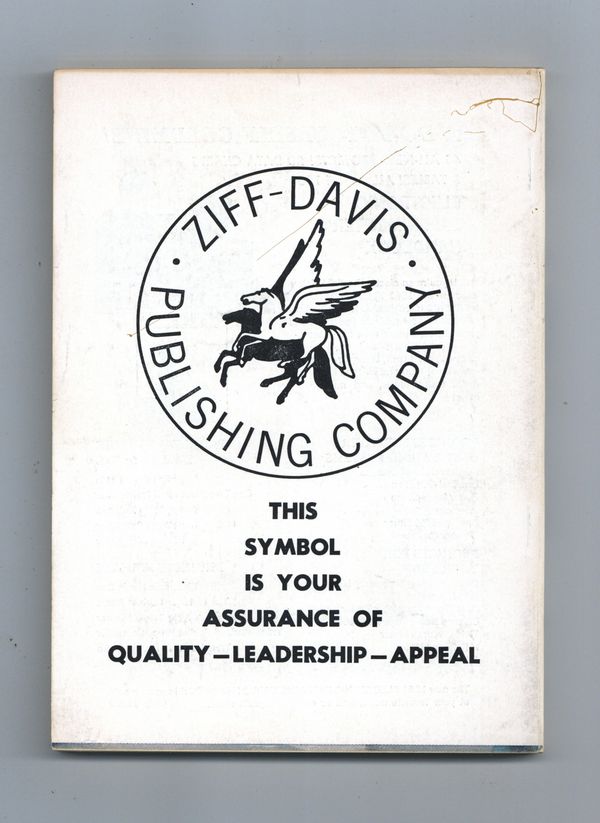 ZIFF-DAVIS
PUBLISHING COMPANY
THIS
SYMBOL
IS YOUR
ASSURANCE OF
QUALITY—LEADERSHIP—APPEAL